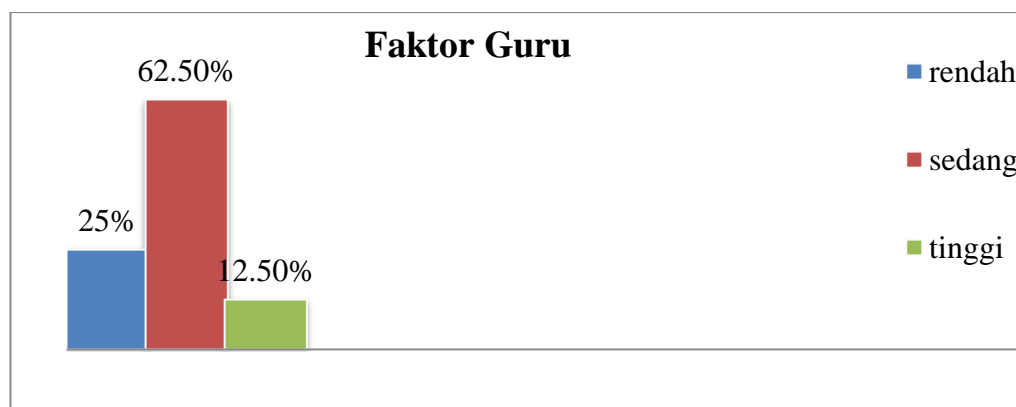 Faktor Guru
62.50%
25%
12.50%
rendah
sedang
tinggi